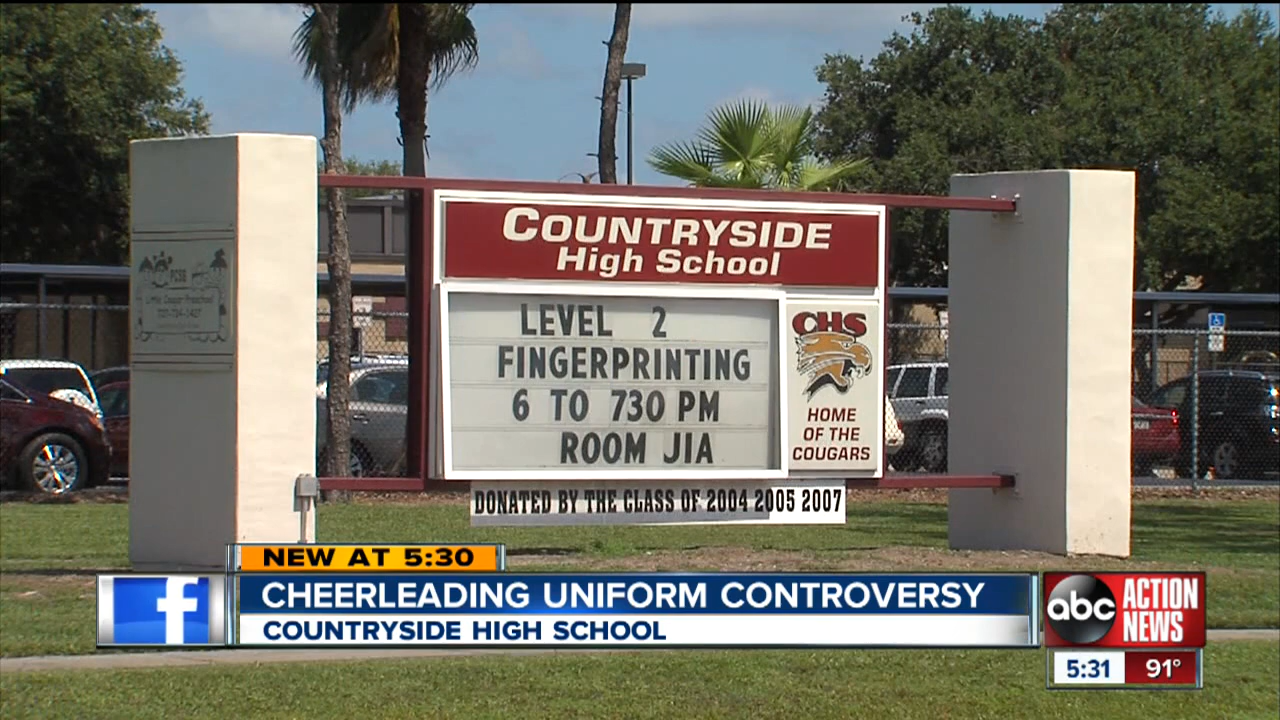 COUNTRYSIDE
High School
LEVEL 2
FINGERPRINTING
6 TO 730 PM
ROOM JIA
CHS
HOME
OF THE
COUGARS
DONATED BY THE CLASS OF 2004 2005 2007
PCSB
NEW AT 5:30
f
CHEERLEADING UNIFORM CONTROVERSY
COUNTRYSIDE HIGH SCHOOL
abc
ACTION
NEWS
5:31
91°